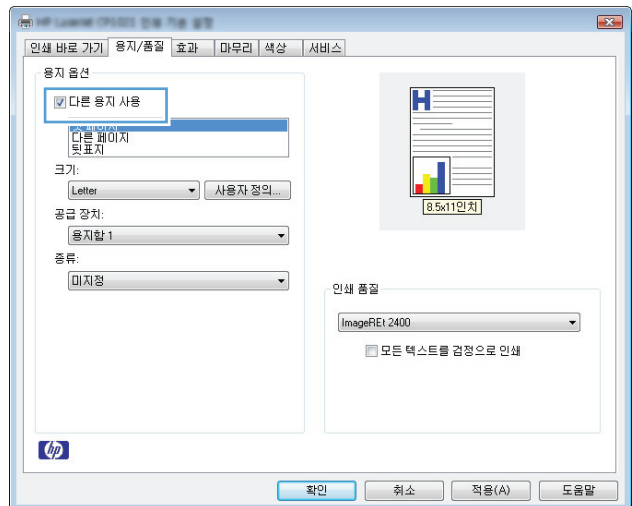 인쇄 바로 가기 용지/품질 효과 마무리 색상 서비스
용지 옵션
다른 용지 사용
다른 페이지
뒷표지
크기:
Letter 사용자 정의...
공급 장치:
용지함 1
종류:
미지정
H
8.5x11인치
인쇄 품질
ImageREt 2400
모든 텍스트를 검정으로 인쇄
hp
확인 취소 적용(A) 도움말